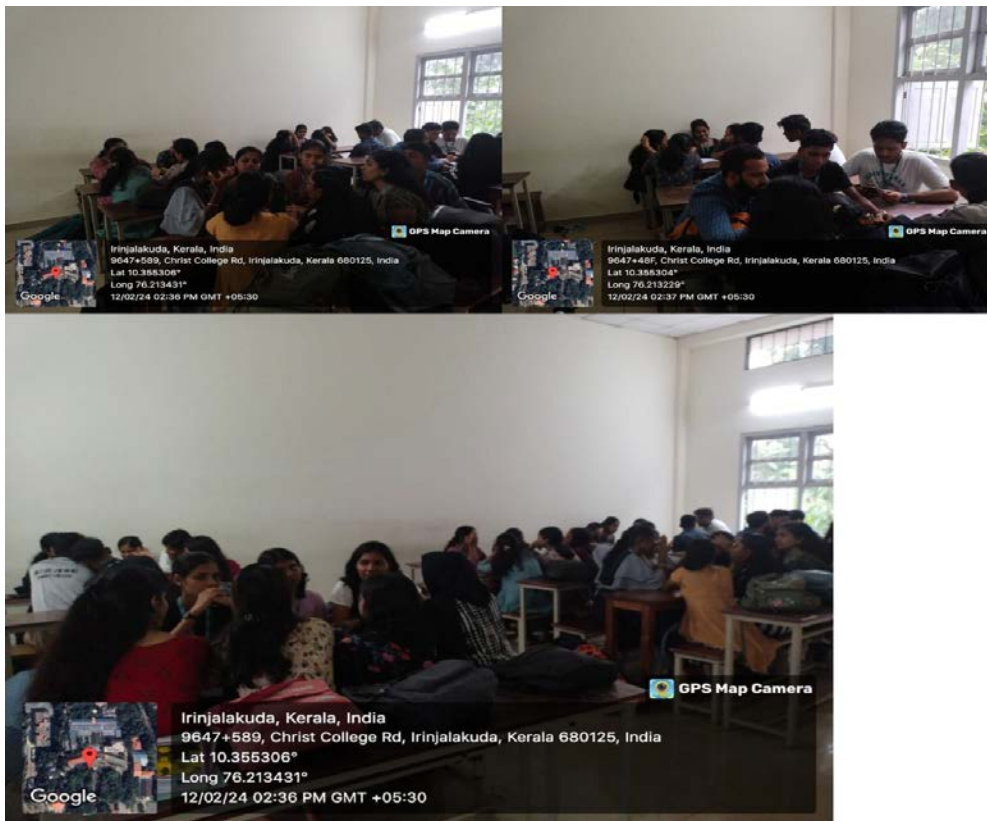 GPS Map Camera
Irinjalakuda, Kerala, India
9647+589, Christ College Rd, Irinjalakuda, Kerala 680125, India
Lat 10.355306°
Long 76.213431°
12/02/24 02:36 PM GMT +05:30
Google
GPS Map Camera
Irinjalakuda, Kerala, India
9647+48F, Christ College Rd, Irinjalakuda, Kerala 680125, India
Lat 10.355304°
Long 76.213229°
12/02/24 02:37 PM GMT +05:30
Google
GPS Map Camera
Irinjalakuda, Kerala, India
9647+589, Christ College Rd, Irinjalakuda, Kerala 680125, India
Lat 10.355306°
Long 76.213431°
12/02/24 02:36 PM GMT +05:30
Google